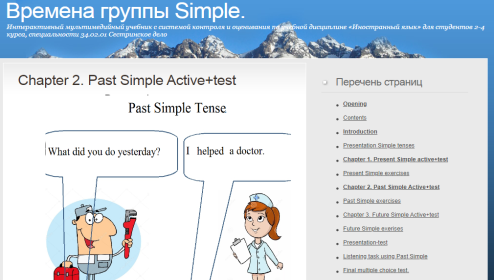 Времена группы Simple.
Интерактивный мультимедийный учебник с системой контроля и оценивания по учебной дисциплине «Иностранный язык» для студентов 2-4
курсов, специальности 34.02.01 Сестринское дело
Chapter 2. Past Simple Active+test
Past Simple Tense
What did you do yesterday?
I helped a doctor.
Перечень страниц
Opening
Contents
Introduction
Presentation Simple tenses
Chapter 1. Present Simple active+test
Present Simple exercises
Chapter 2. Past Simple Active+test
Past Simple exercises
Chapter 3. Future Simple Active+test
Future Simple exerises
Presentation-test
Listening task using Past Simple
Final multiple choice test.